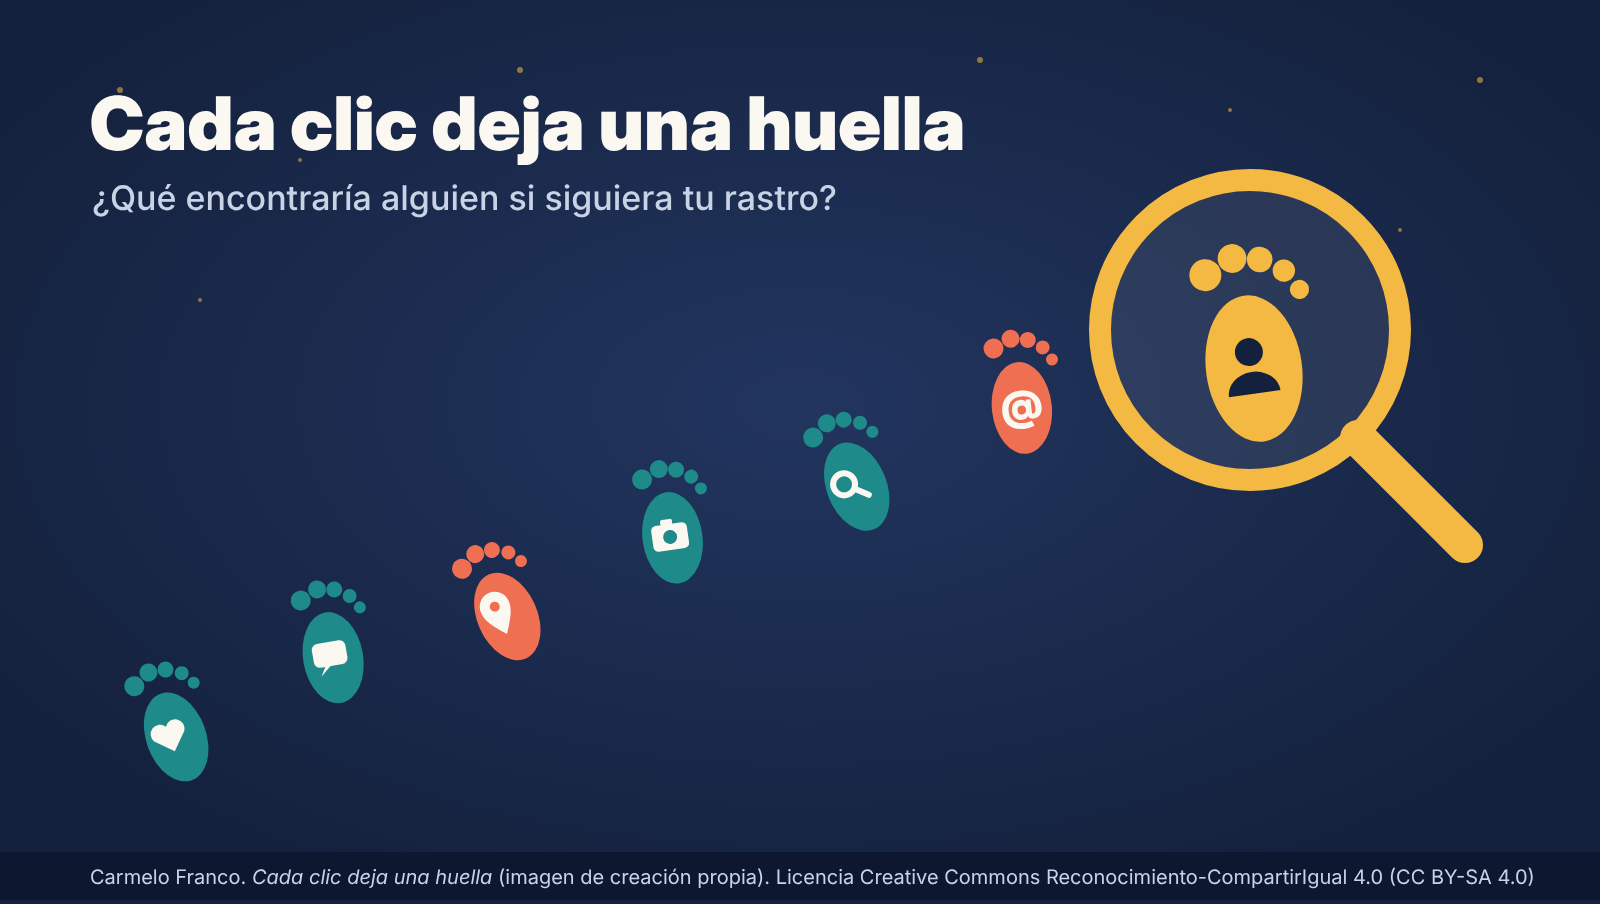 Cada clic deja una huella
¿Qué encontraría alguien si siguiera tu rastro?
@
Carmelo Franco. Cada clic deja una huella (imagen de creación propia). Licencia Creative Commons Reconocimiento-CompartirIgual 4.0 (CC BY-SA 4.0)